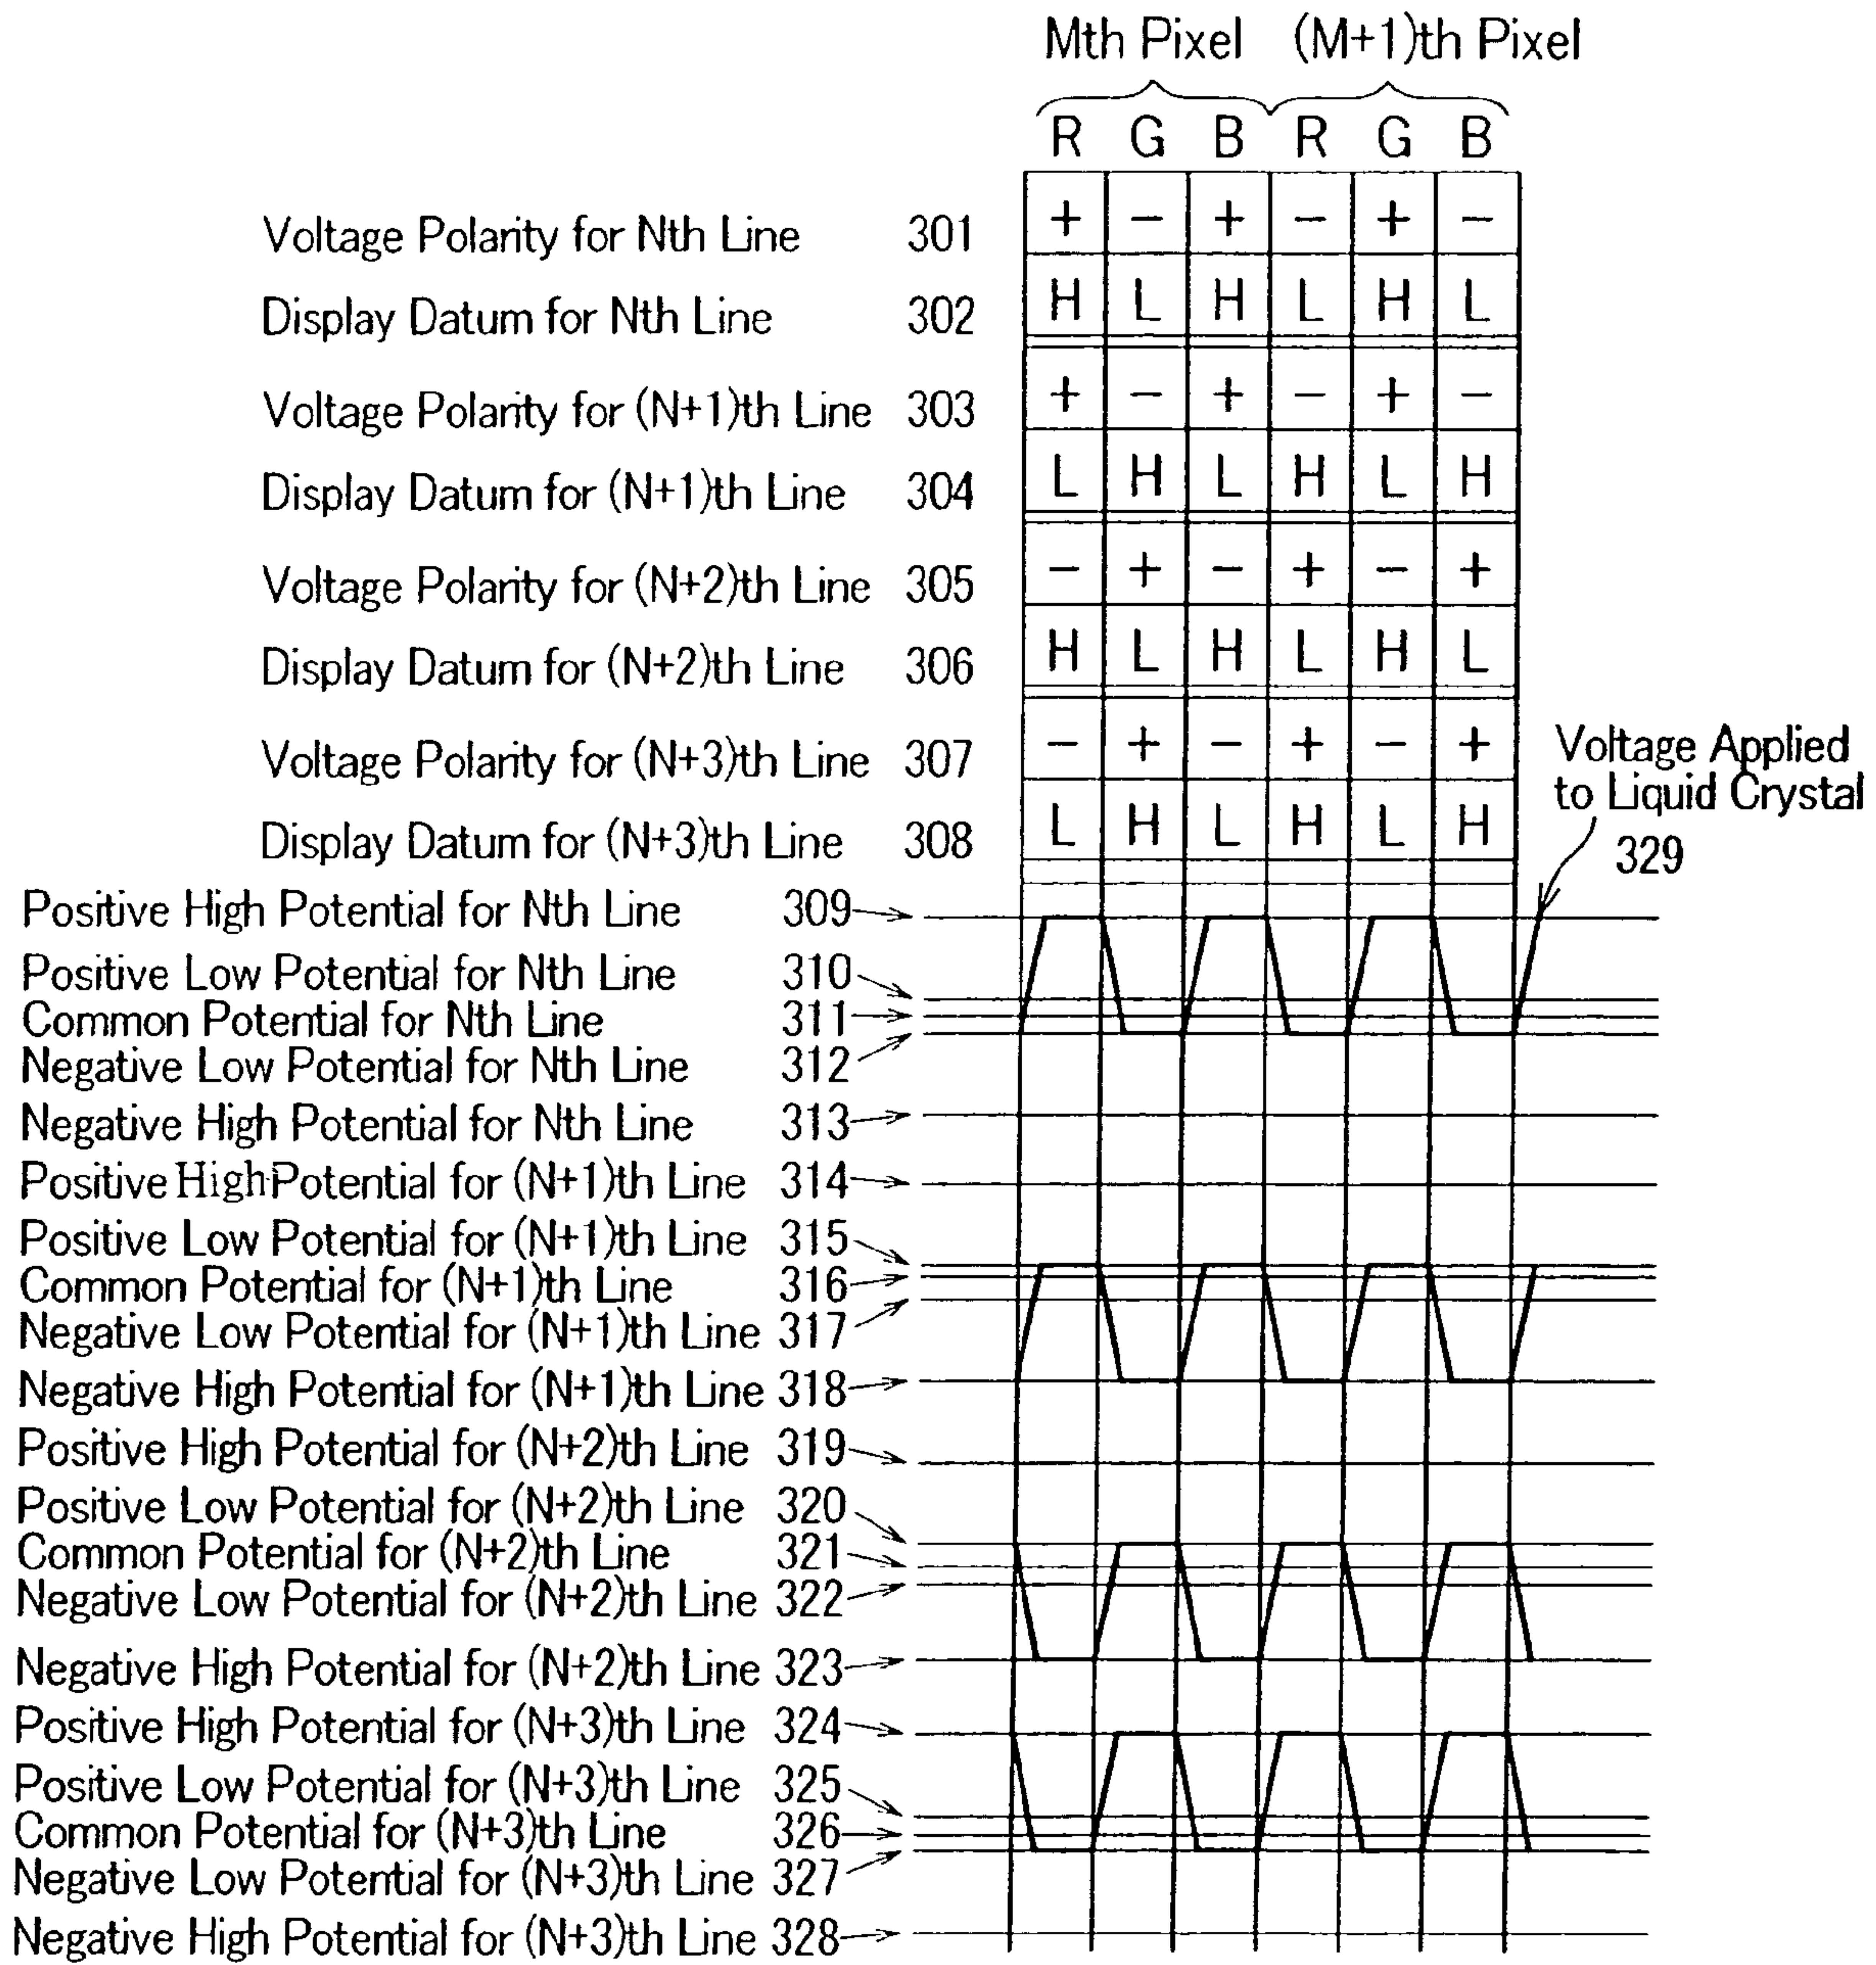 Mth Pixel (M+1)th Pixel
R G B R G B
Voltage Polarity for Nth Line 301 + − + − + −
Display Datum for Nth Line 302 H L H L H L
Voltage Polarity for (N+1)th Line 303 + − + − + −
Display Datum for (N+1)th Line 304 L H L H L H
Voltage Polarity for (N+2)th Line 305 − + − + − +
Display Datum for (N+2)th Line 306 H L H L H L
Voltage Polarity for (N+3)th Line 307 − + − + − +
Display Datum for (N+3)th Line 308 L H L H L H
Voltage Applied
to Liquid Crystal
329
Positive High Potential for Nth Line 309
Positive Low Potential for Nth Line 310
Common Potential for Nth Line 311
Negative Low Potential for Nth Line 312
Negative High Potential for Nth Line 313
Positive High Potential for (N+1)th Line 314
Positive Low Potential for (N+1)th Line 315
Common Potential for (N+1)th Line 316
Negative Low Potential for (N+1)th Line 317
Negative High Potential for (N+1)th Line 318
Positive High Potential for (N+2)th Line 319
Positive Low Potential for (N+2)th Line 320
Common Potential for (N+2)th Line 321
Negative Low Potential for (N+2)th Line 322
Negative High Potential for (N+2)th Line 323
Positive High Potential for (N+3)th Line 324
Positive Low Potential for (N+3)th Line 325
Common Potential for (N+3)th Line 326
Negative Low Potential for (N+3)th Line 327
Negative High Potential for (N+3)th Line 328